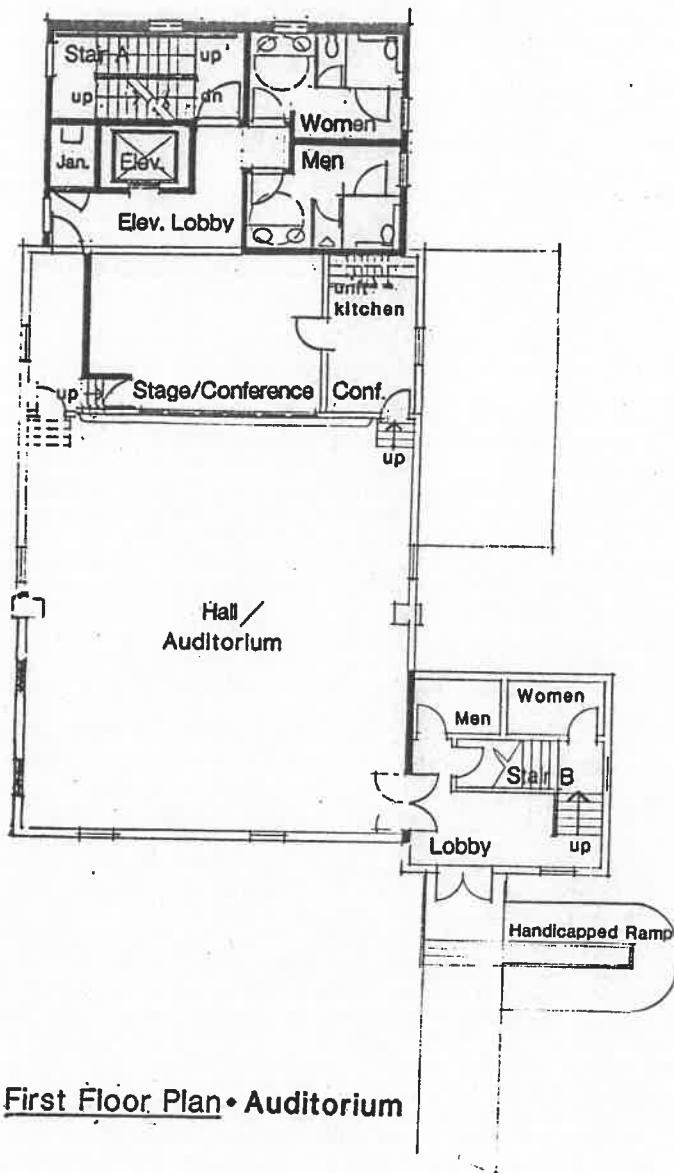 Stair A
up
up
dn
Women
Jan.
Elev.
Men
Elev. Lobby
unit
kitchen
up
Stage/Conference
Conf.
up
Hall /
Auditorium
Men
Women
Stair B
Lobby
up
Handicapped Ramp
First Floor Plan • Auditorium